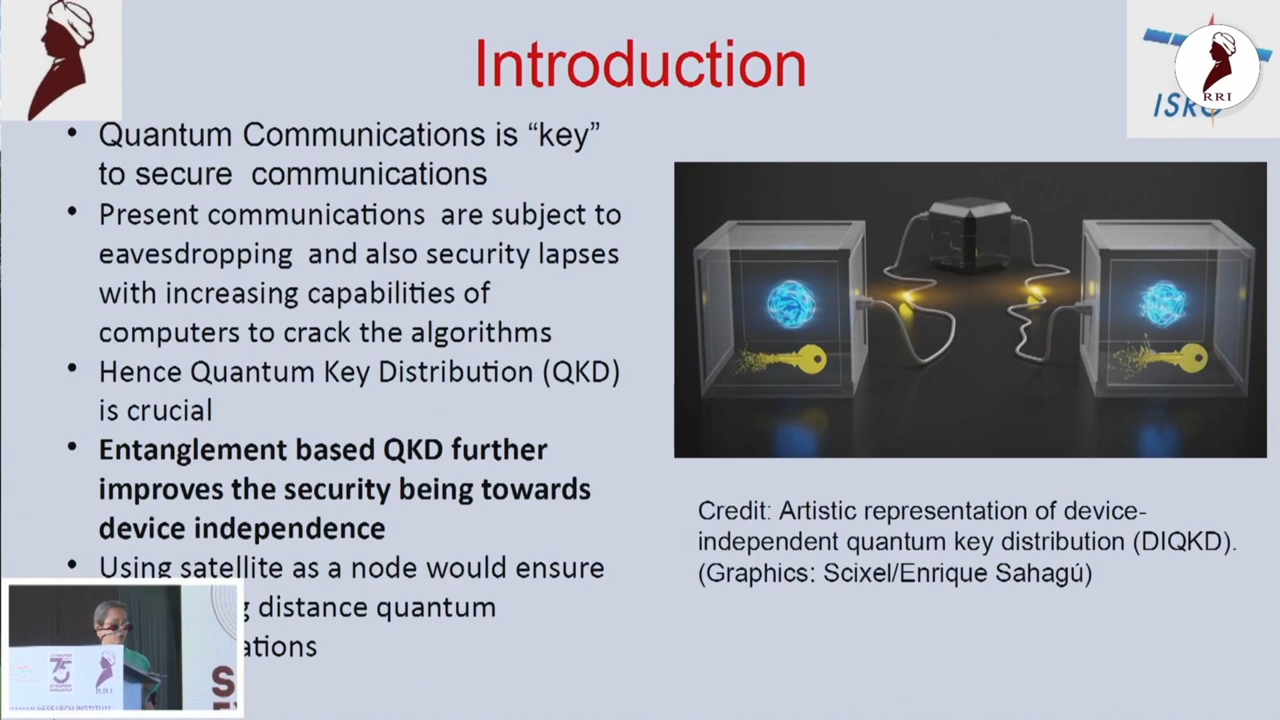 Introduction
RRI
ISRO
• Quantum Communications is “key”
to secure communications
• Present communications are subject to
eavesdropping and also security lapses
with increasing capabilities of
computers to crack the algorithms
• Hence Quantum Key Distribution (QKD)
is crucial
• Entanglement based QKD further
improves the security being towards
device independence
• Using satellite as a node would ensure
g distance quantum
ations
Credit: Artistic representation of device-
independent quantum key distribution (DIQKD).
(Graphics: Scixel/Enrique Sahagú)
75
RRI
S